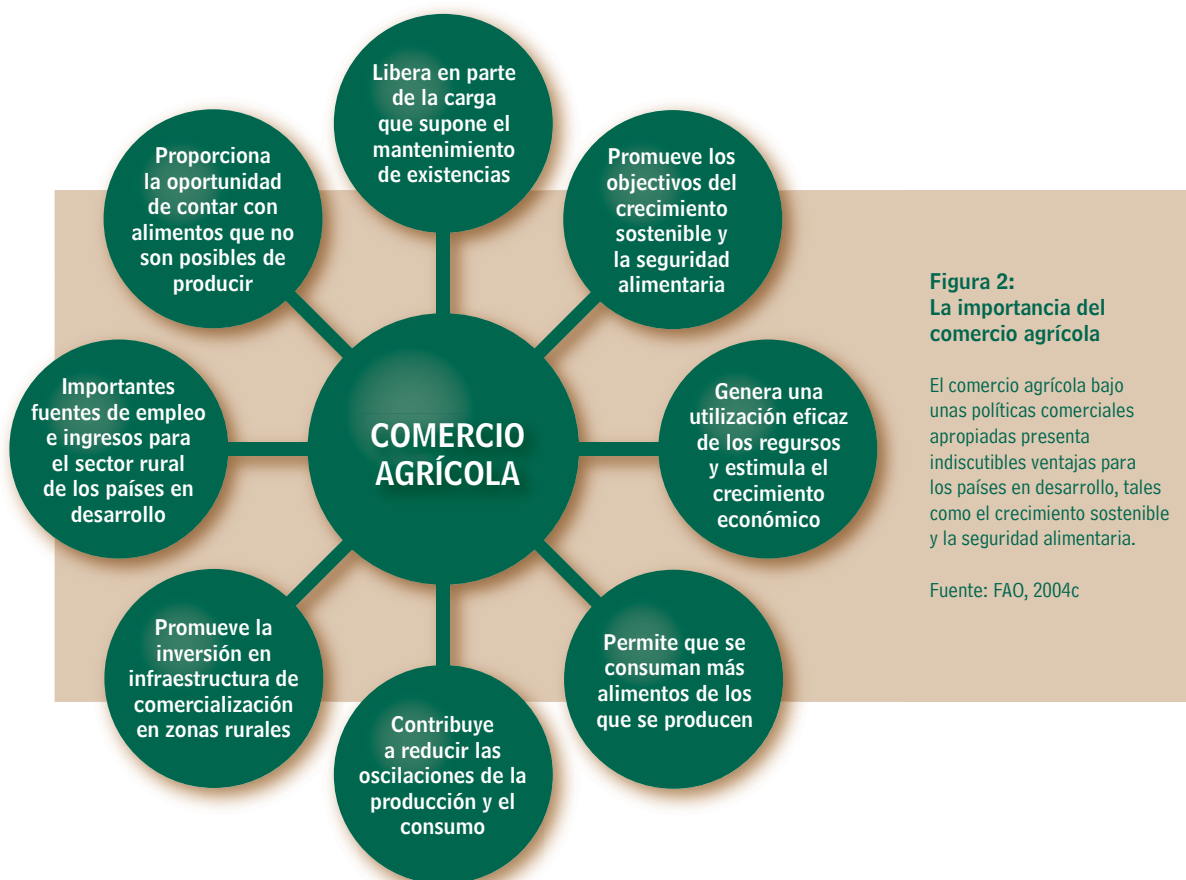 Libera en parte
de la carga
que supone el
mantenimiento
de existencias
Promueve los
objectivos del
crecimiento
sostenible y
la seguridad
alimentaria
Genera una
utilización eficaz
de los regursos
y estimula el
crecimiento
económico
Permite que se
consuman más
alimentos de los
que se producen
Contribuye
a reducir las
oscilaciones de la
producción y el
consumo
Promueve la
inversión en
infraestructura de
comercialización
en zonas rurales
Importantes
fuentes de empleo
e ingresos para
el sector rural
de los países en
desarrollo
Proporciona
la oportunidad
de contar con
alimentos que no
son posibles de
producir
COMERCIO
AGRÍCOLA
Figura 2:
La importancia del
comercio agrícola
El comercio agrícola bajo
unas políticas comerciales
apropiadas presenta
indiscutibles ventajas para
los países en desarrollo, tales
como el crecimiento sostenible
y la seguridad alimentaria.
Fuente: FAO, 2004c